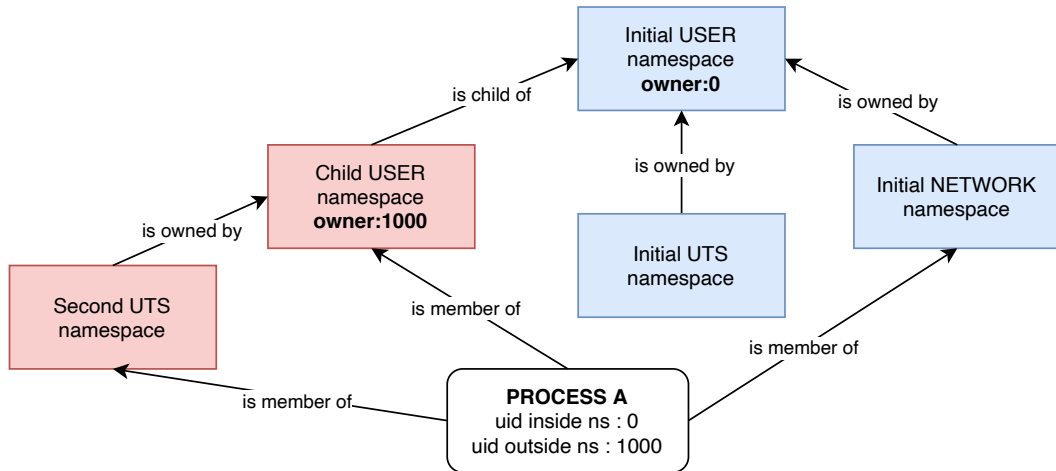 Initial USER
namespace
owner:0
is child of
is owned by
Child USER
namespace
owner:1000
is owned by
Initial NETWORK
namespace
is owned by
Initial UTS
namespace
Second UTS
namespace
is member of
is member of
is member of
PROCESS A
uid inside ns : 0
uid outside ns : 1000